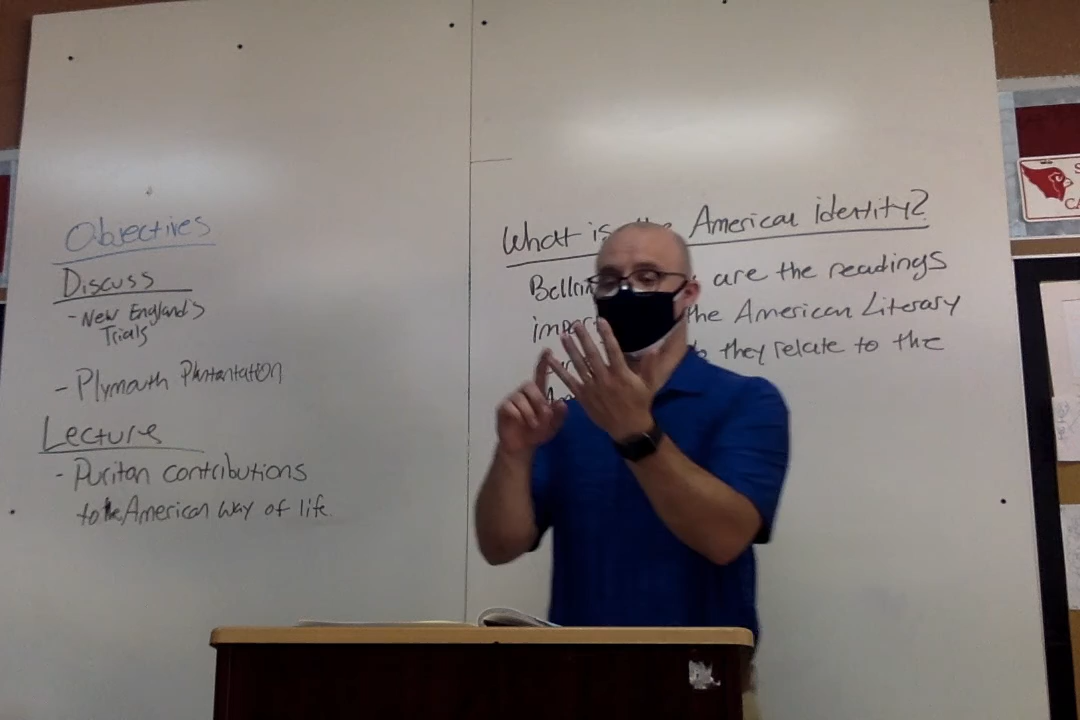 Objectives
Discuss
- New England's
Trials
- Plymouth Plantantation
Lecture
- Puritan contributions
to the American way of life.
What is the American identity?
are the readings
the American Literary
they relate to the